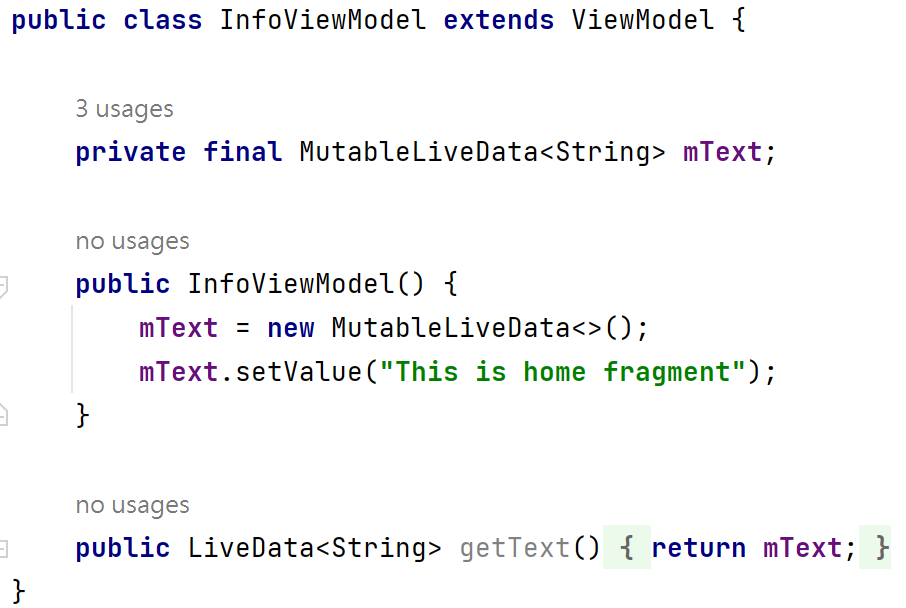 public class InfoViewModel extends ViewModel {
3 usages
private final MutableLiveData<String> mText;
no usages
public InfoViewModel() {
mText = new MutableLiveData<>();
mText.setValue("This is home fragment");
}
no usages
public LiveData<String> getText() { return mText; }
}